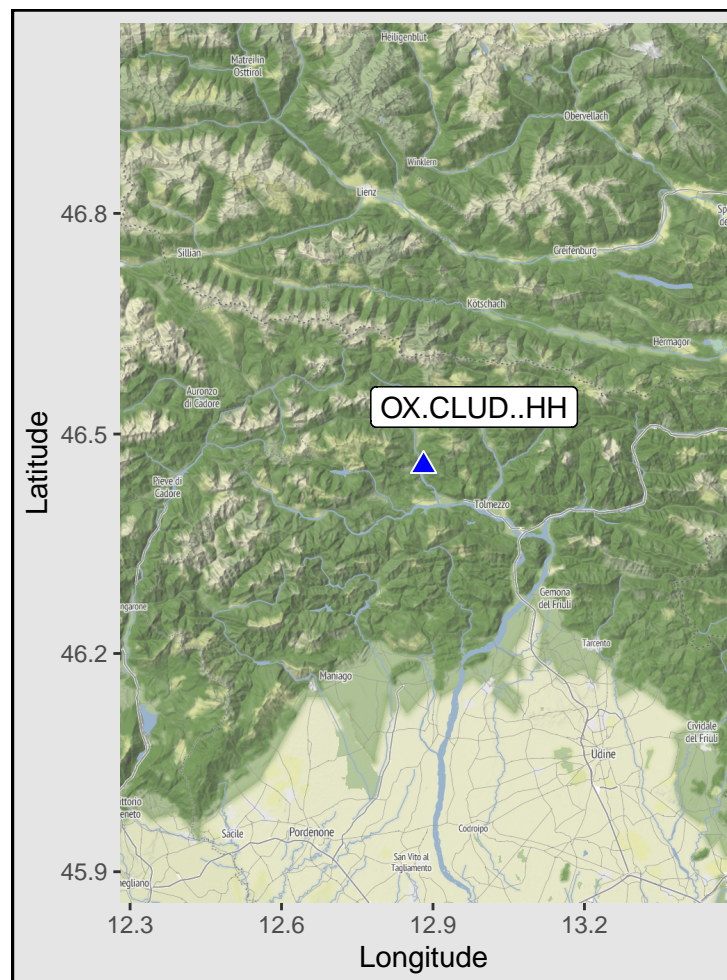 Heiligenblut
Matrei in
Osttirol
Obervellach
Winklern
Lienz
Sillian
Greifenburg
Kötschach
Hermagor
Auronzo
di Cadore
OX.CLUD..HH
Pieve di
Cadore
Tolmezzo
Gemona
del Friuli
Tarcento
Maniago
Cividale
del Friuli
Udine
Sacile
Pordenone
Codroipo
San Vito al
Tagliamento
46.8
46.5
46.2
45.9
Latitude
12.3
12.6
12.9
13.2
Longitude